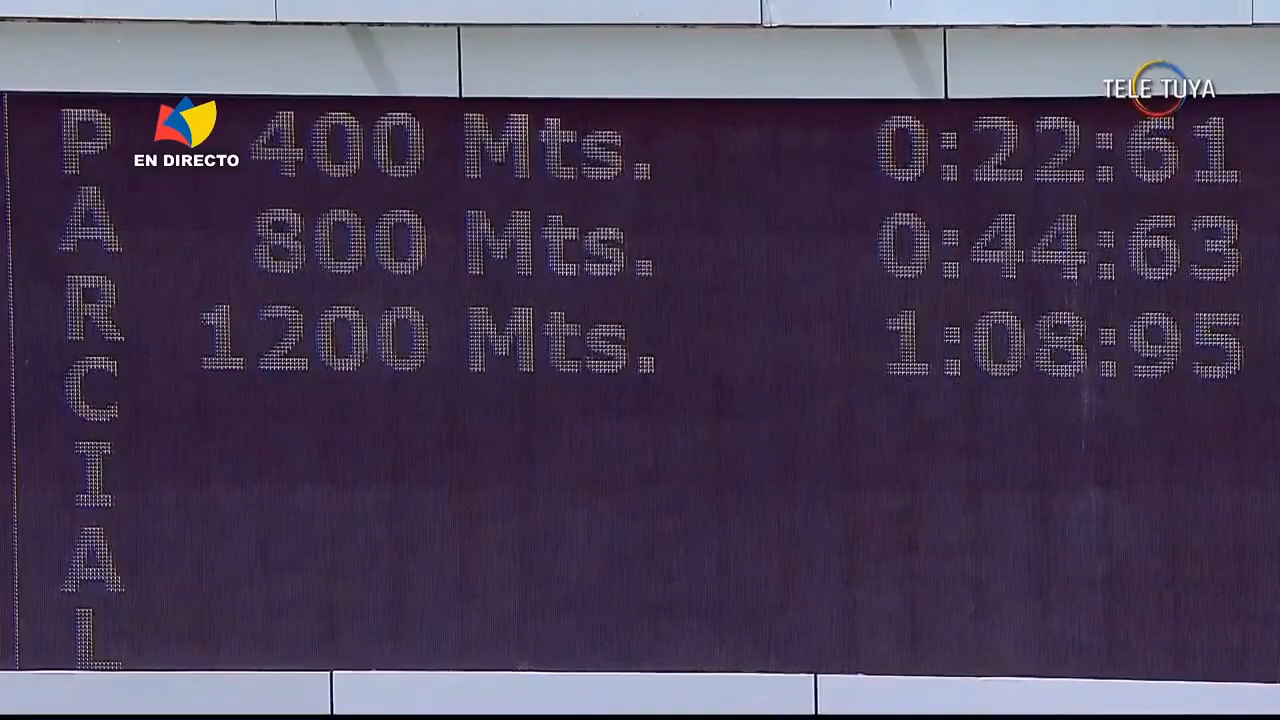 TELE TUYA
EN DIRECTO
PARCIAL
400 Mts. 0:22:61
800 Mts. 0:44:63
1200 Mts. 1:08:95